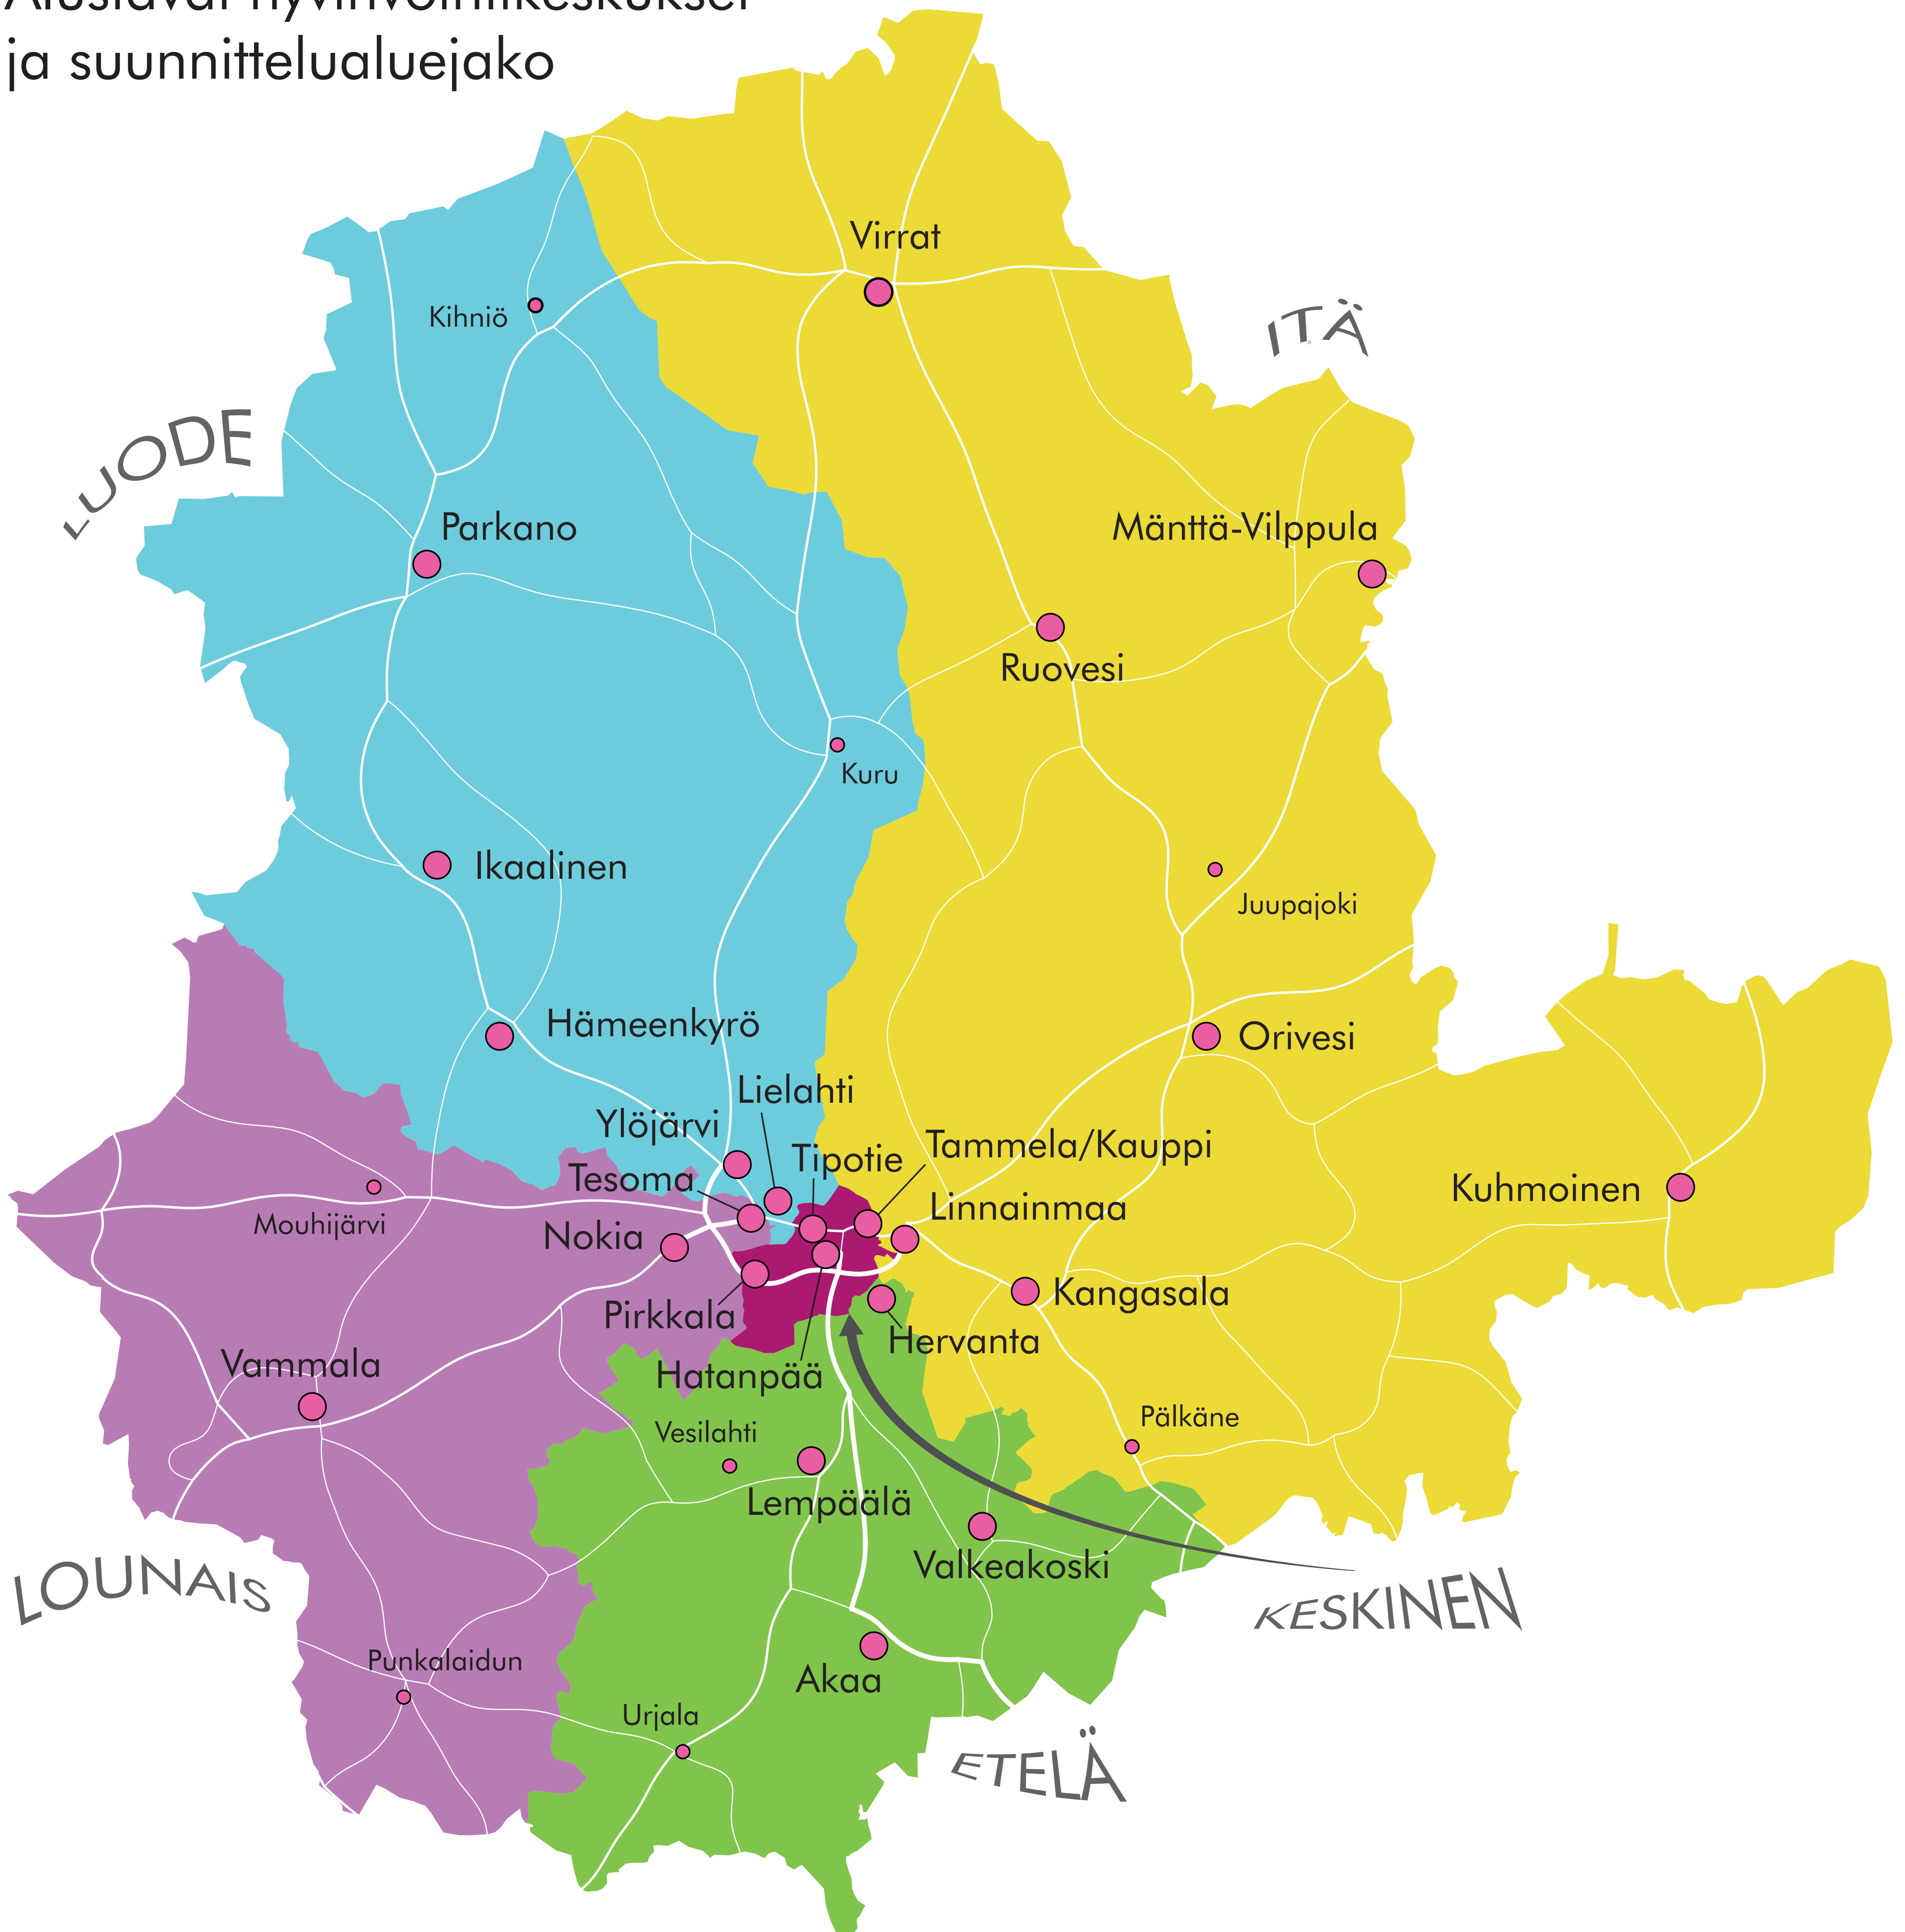 Alustavat hyvinvointikeskukset
ja suunnittelualuejako
Virrat
ITÄ
Kihniö
LUODE
Parkano
Mänttä-Vilppula
Ruovesi
Kuru
Ikaalinen
Juupajoki
Hämeenkyrö
Orivesi
Lielahti
Ylöjärvi
Tammela/Kauppi
Tipotie
Tesoma
Kuhmoinen
Linnainmaa
Mouhijärvi
Nokia
Kangasala
Pirkkala
Hervanta
Vammala
Hatanpää
Pälkäne
Vesilahti
Lempäälä
Valkeakoski
LOUNAIS
KESKINEN
Punkalaidun
Akaa
Urjala
ETELÄ